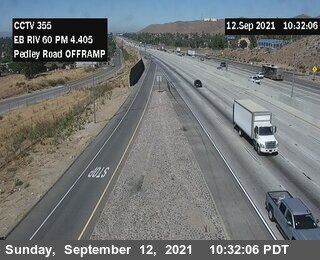 CCTV 355
EB RIV 60 PM 4.405
Pedley Road OFFRAMP
12.Sep 2021 10:32:06
STOP
Sunday, September 12, 2021 10:32:06 PDT